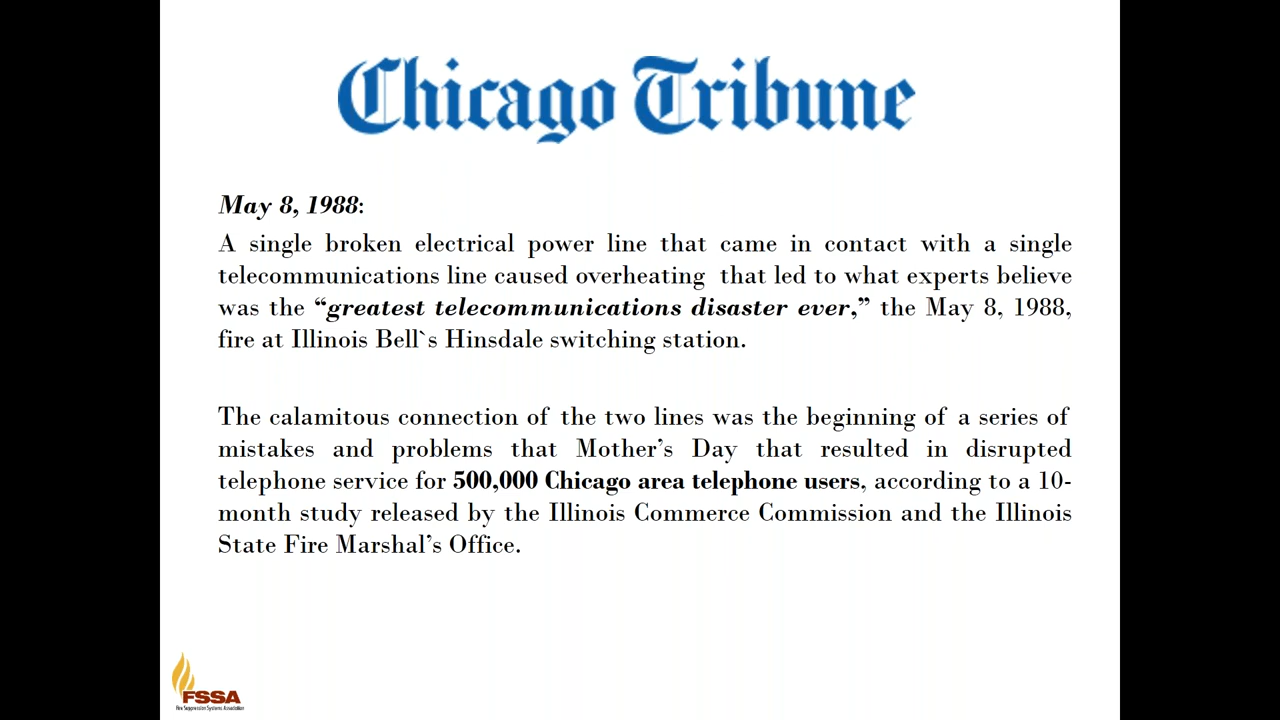 Chicago Tribune
May 8, 1988:
A single broken electrical power line that came in contact with a single
telecommunications line caused overheating that led to what experts believe
was the “greatest telecommunications disaster ever,” the May 8, 1988,
fire at Illinois Bell`s Hinsdale switching station.
The calamitous connection of the two lines was the beginning of a series of
mistakes and problems that Mother’s Day that resulted in disrupted
telephone service for 500,000 Chicago area telephone users, according to a 10-
month study released by the Illinois Commerce Commission and the Illinois
State Fire Marshal’s Office.
FSSA
Fire Suppression Systems Association